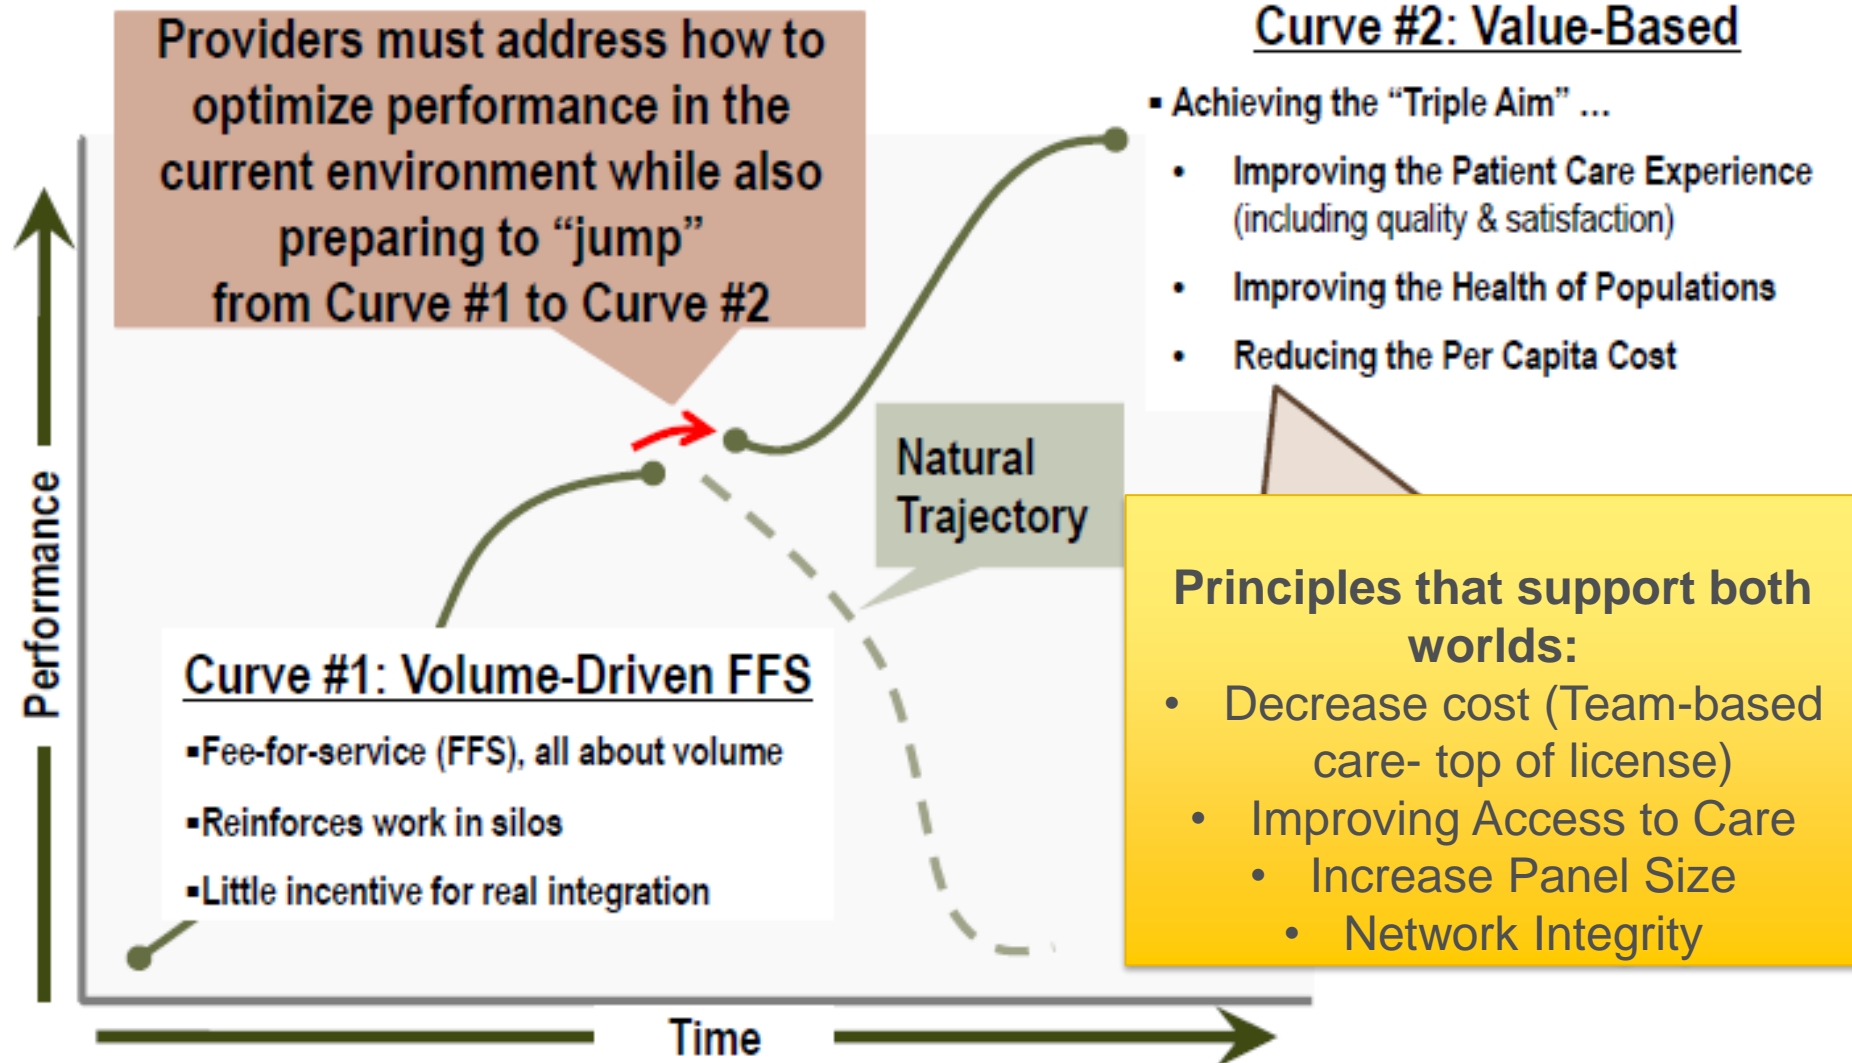 Providers must address how to
optimize performance in the
current environment while also
preparing to “jump”
from Curve #1 to Curve #2
Curve #2: Value-Based
▪ Achieving the “Triple Aim” ...
• Improving the Patient Care Experience
(including quality & satisfaction)
• Improving the Health of Populations
• Reducing the Per Capita Cost
Natural
Trajectory
Performance
Curve #1: Volume-Driven FFS
▪Fee-for-service (FFS), all about volume
▪Reinforces work in silos
▪Little incentive for real integration
Principles that support both
worlds:
• Decrease cost (Team-based
care- top of license)
• Improving Access to Care
• Increase Panel Size
• Network Integrity
Time